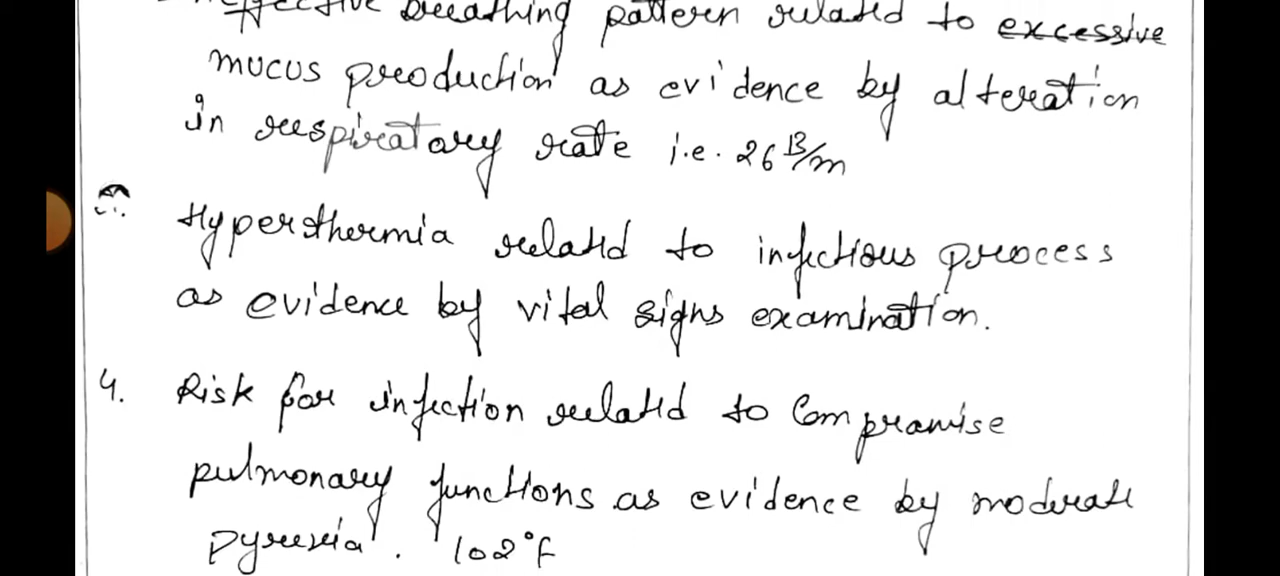 Ineffective breathing pattern related to excessive
mucus production as evidence by alteration
in respiratory rate i.e. 26 B/m
Hyperthermia related to infectious process
as evidence by vital signs examination.
4. Risk for infection related to Compromise
pulmonary functions as evidence by moderate
pyrexia. 102°F